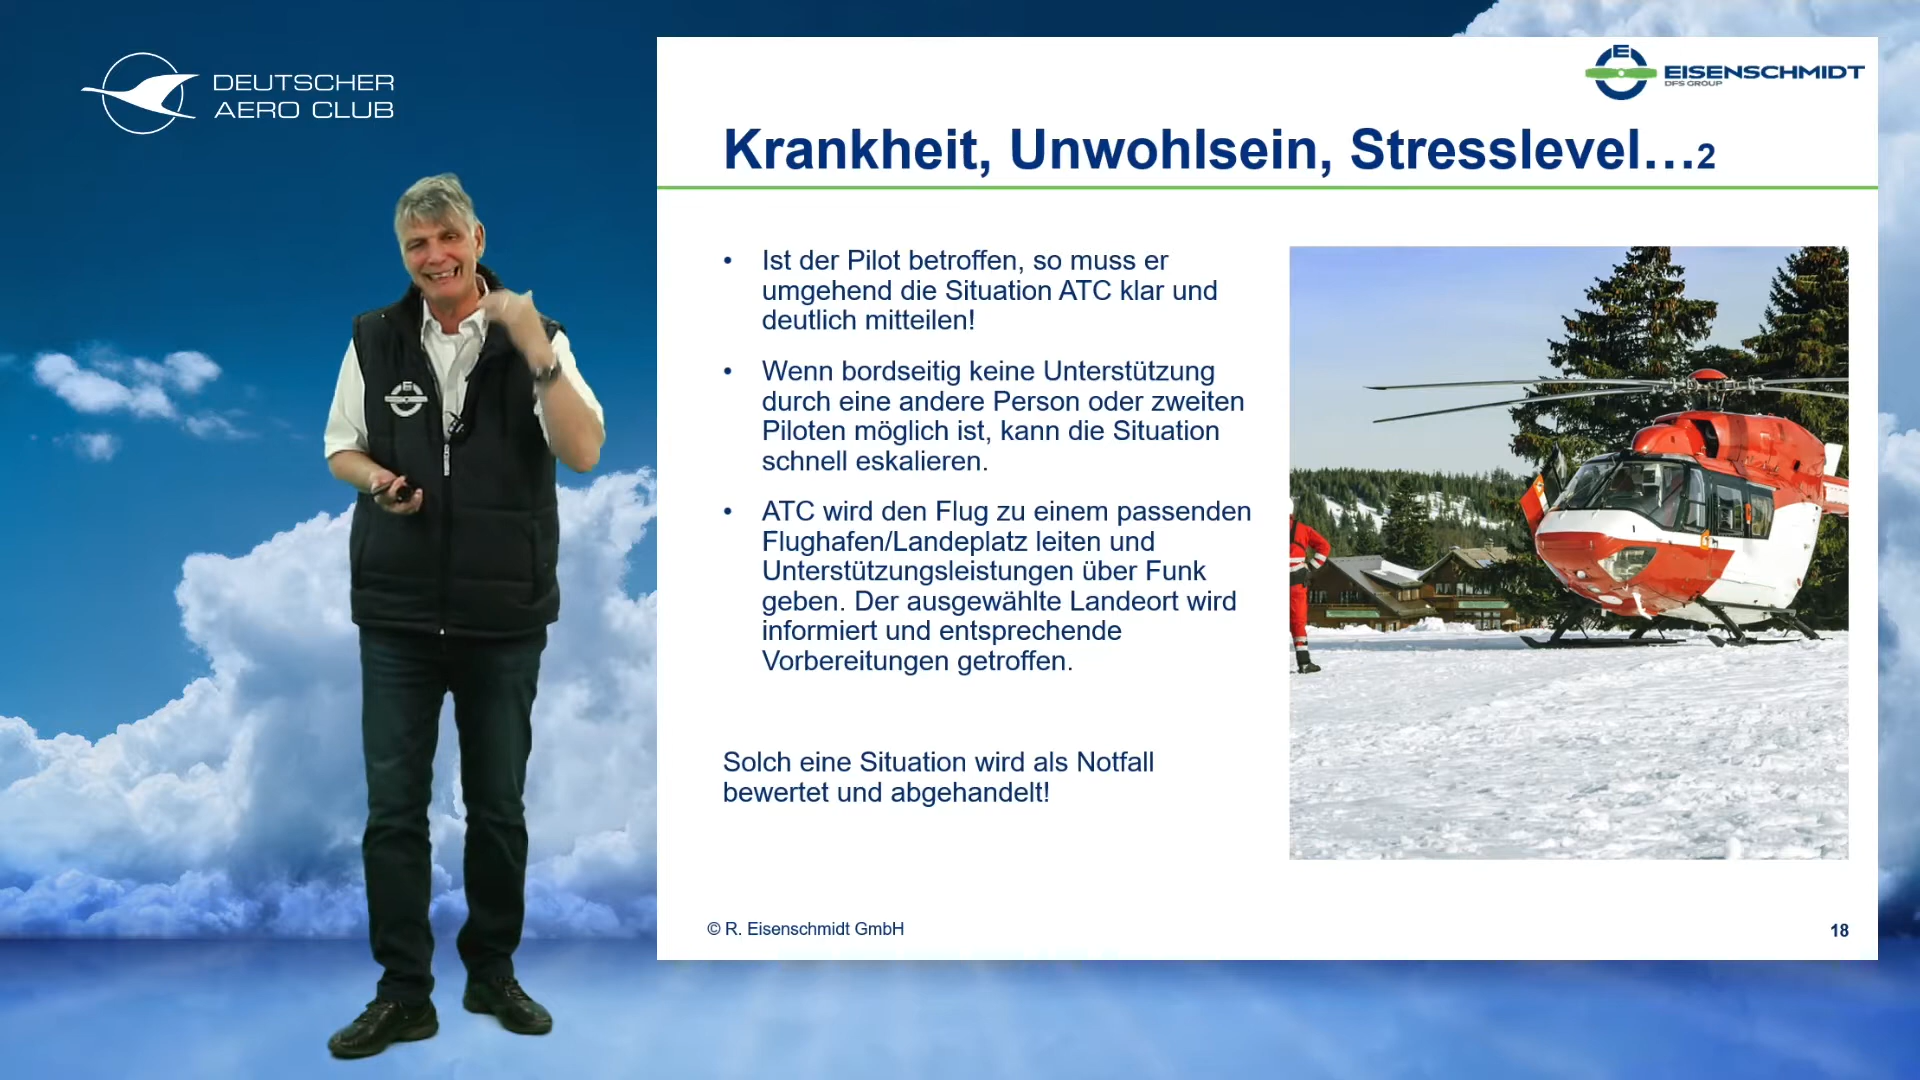 DEUTSCHER
AERO CLUB
EISENSCHMIDT
DFS GROUP
Krankheit, Unwohlsein, Stresslevel…2
• Ist der Pilot betroffen, so muss er
umgehend die Situation ATC klar und
deutlich mitteilen!
• Wenn bordseitig keine Unterstützung
durch eine andere Person oder zweiten
Piloten möglich ist, kann die Situation
schnell eskalieren.
• ATC wird den Flug zu einem passenden
Flughafen/Landeplatz leiten und
Unterstützungsleistungen über Funk
geben. Der ausgewählte Landeort wird
informiert und entsprechende
Vorbereitungen getroffen.
Solch eine Situation wird als Notfall
bewertet und abgehandelt!
© R. Eisenschmidt GmbH
18